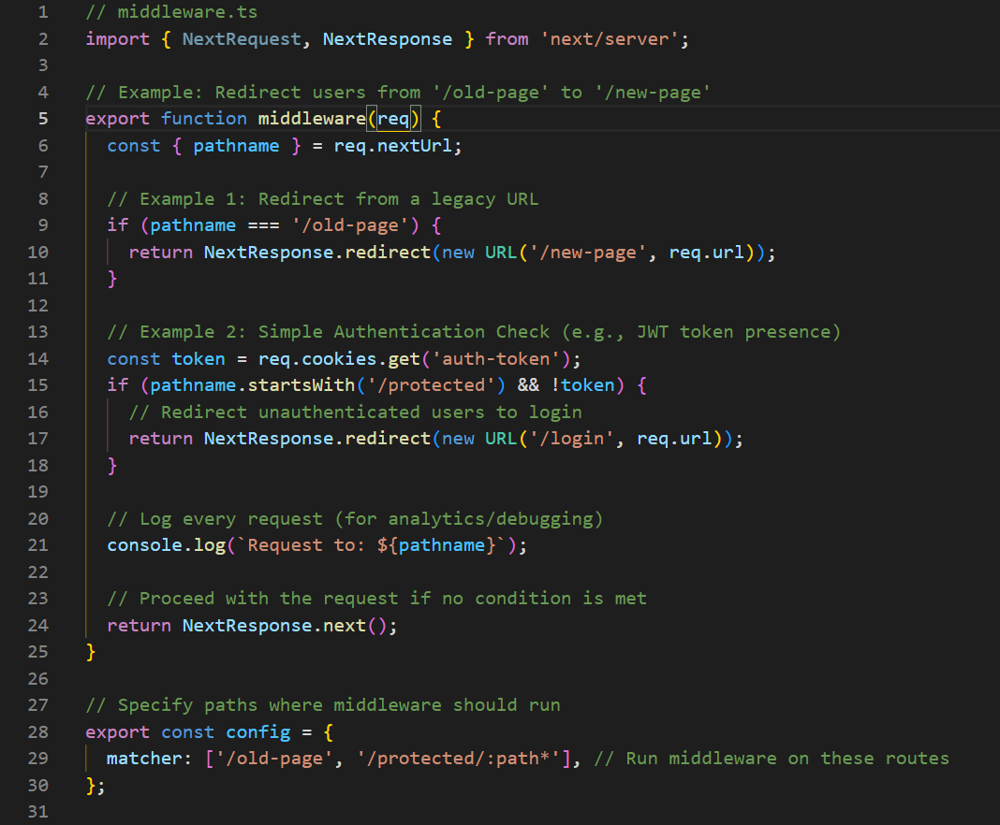 1 // middleware.ts
2 import { NextRequest, NextResponse } from 'next/server';
3
4 // Example: Redirect users from '/old-page' to '/new-page'
5 export function middleware(req) {
6   const { pathname } = req.nextUrl;
7
8   // Example 1: Redirect from a legacy URL
9   if (pathname === '/old-page') {
10     return NextResponse.redirect(new URL('/new-page', req.url));
11   }
12
13   // Example 2: Simple Authentication Check (e.g., JWT token presence)
14   const token = req.cookies.get('auth-token');
15   if (pathname.startsWith('/protected') && !token) {
16     // Redirect unauthenticated users to login
17     return NextResponse.redirect(new URL('/login', req.url));
18   }
19
20   // Log every request (for analytics/debugging)
21   console.log(`Request to: ${pathname}`);
22
23   // Proceed with the request if no condition is met
24   return NextResponse.next();
25 }
26
27 // Specify paths where middleware should run
28 export const config = {
29   matcher: ['/old-page', '/protected/:path*'], // Run middleware on these routes
30 };
31